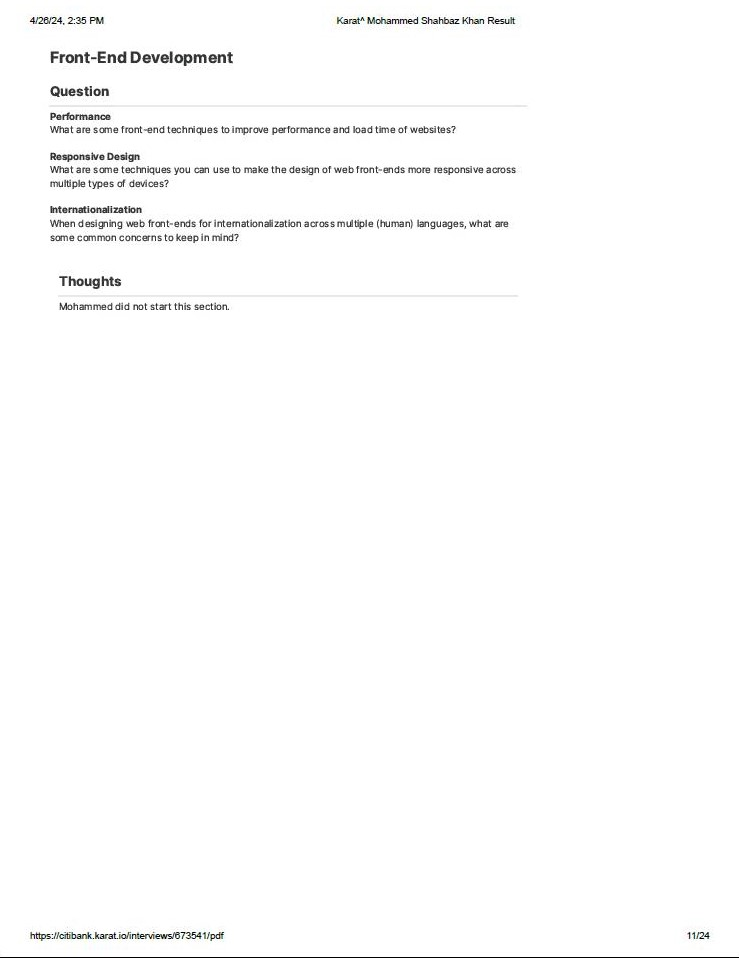 4/26/24, 2:35 PM
Karat^ Mohammed Shahbaz Khan Result
Front-End Development
Question
Performance
What are some front-end techniques to improve performance and load time of websites?
Responsive Design
What are some techniques you can use to make the design of web front-ends more responsive across
multiple types of devices?
Internationalization
When designing web front-ends for internationalization across multiple (human) languages, what are
some common concerns to keep in mind?
Thoughts
Mohammed did not start this section.
https://citibank.karat.io/interviews/673541/pdf
11/24